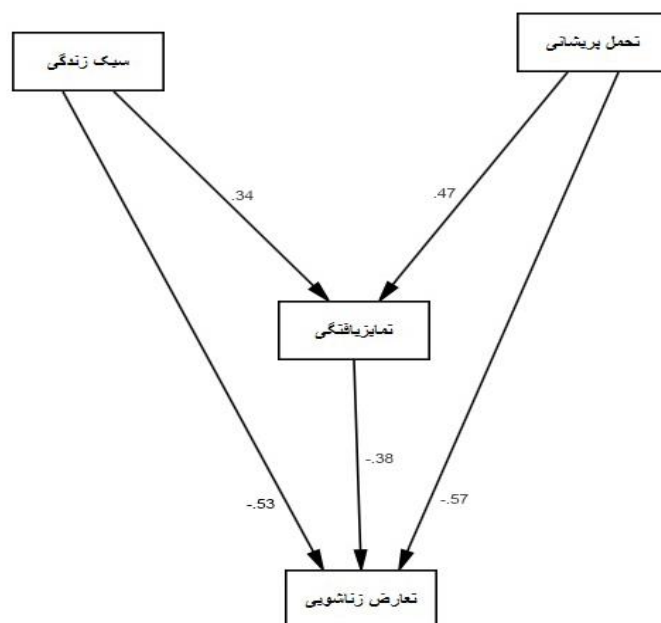 تحمل پریشانی
سبک زندگی
.34
.47
تمایزیافتگی
-.38
-.53
-.57
تعارض زناشویی